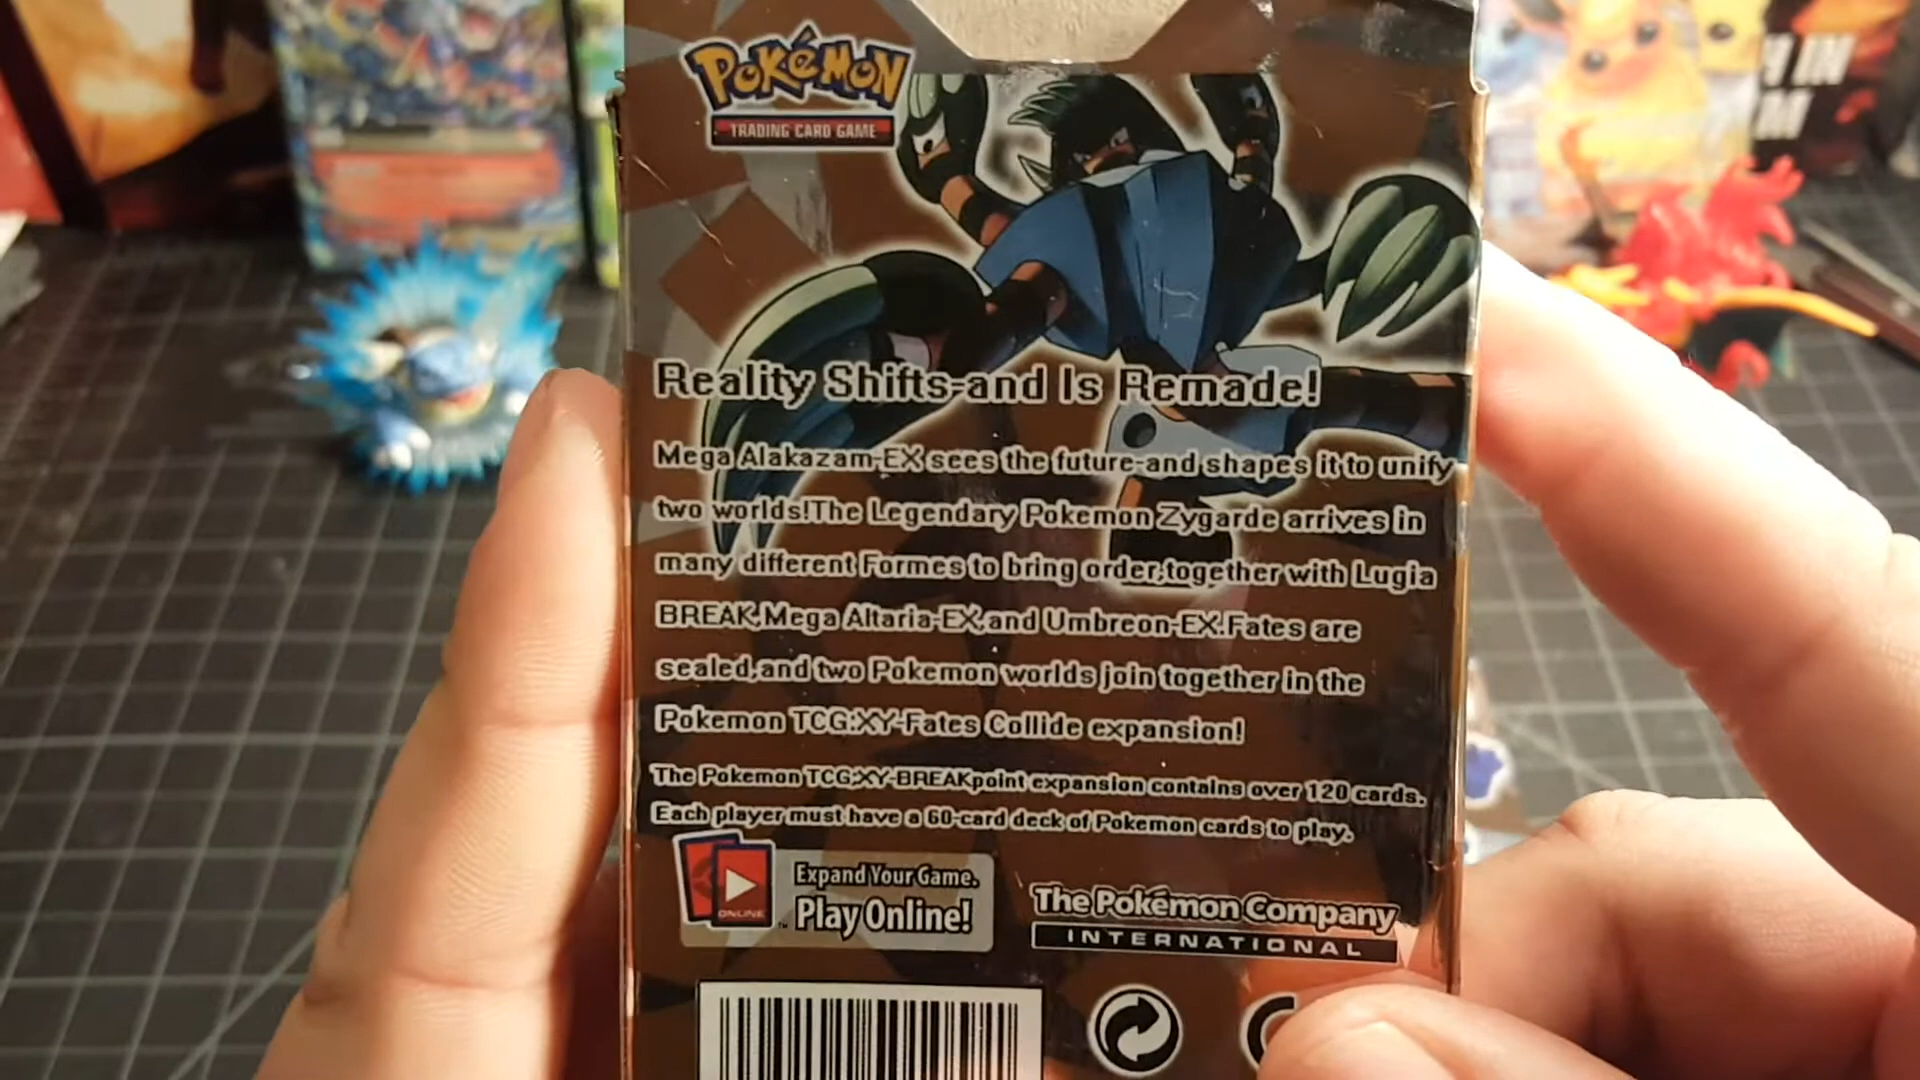 POKéMON
TRADING CARD GAME
Reality Shifts-and Is Remade!
Mega Alakazam-EX sees the future-and shapes it to unify
two worlds!The Legendary Pokemon Zygarde arrives in
many different Formes to bring order,together with Lugia
BREAK,Mega Altaria-EX,and Umbreon-EX.Fates are
sealed,and two Pokemon worlds join together in the
Pokemon TCG:XY-Fates Collide expansion!
The Pokemon TCG:XY-BREAKpoint expansion contains over 120 cards.
Each player must have a 60-card deck of Pokemon cards to play.
ONLINE
Expand Your Game.
Play Online!
The Pokémon Company
INTERNATIONAL